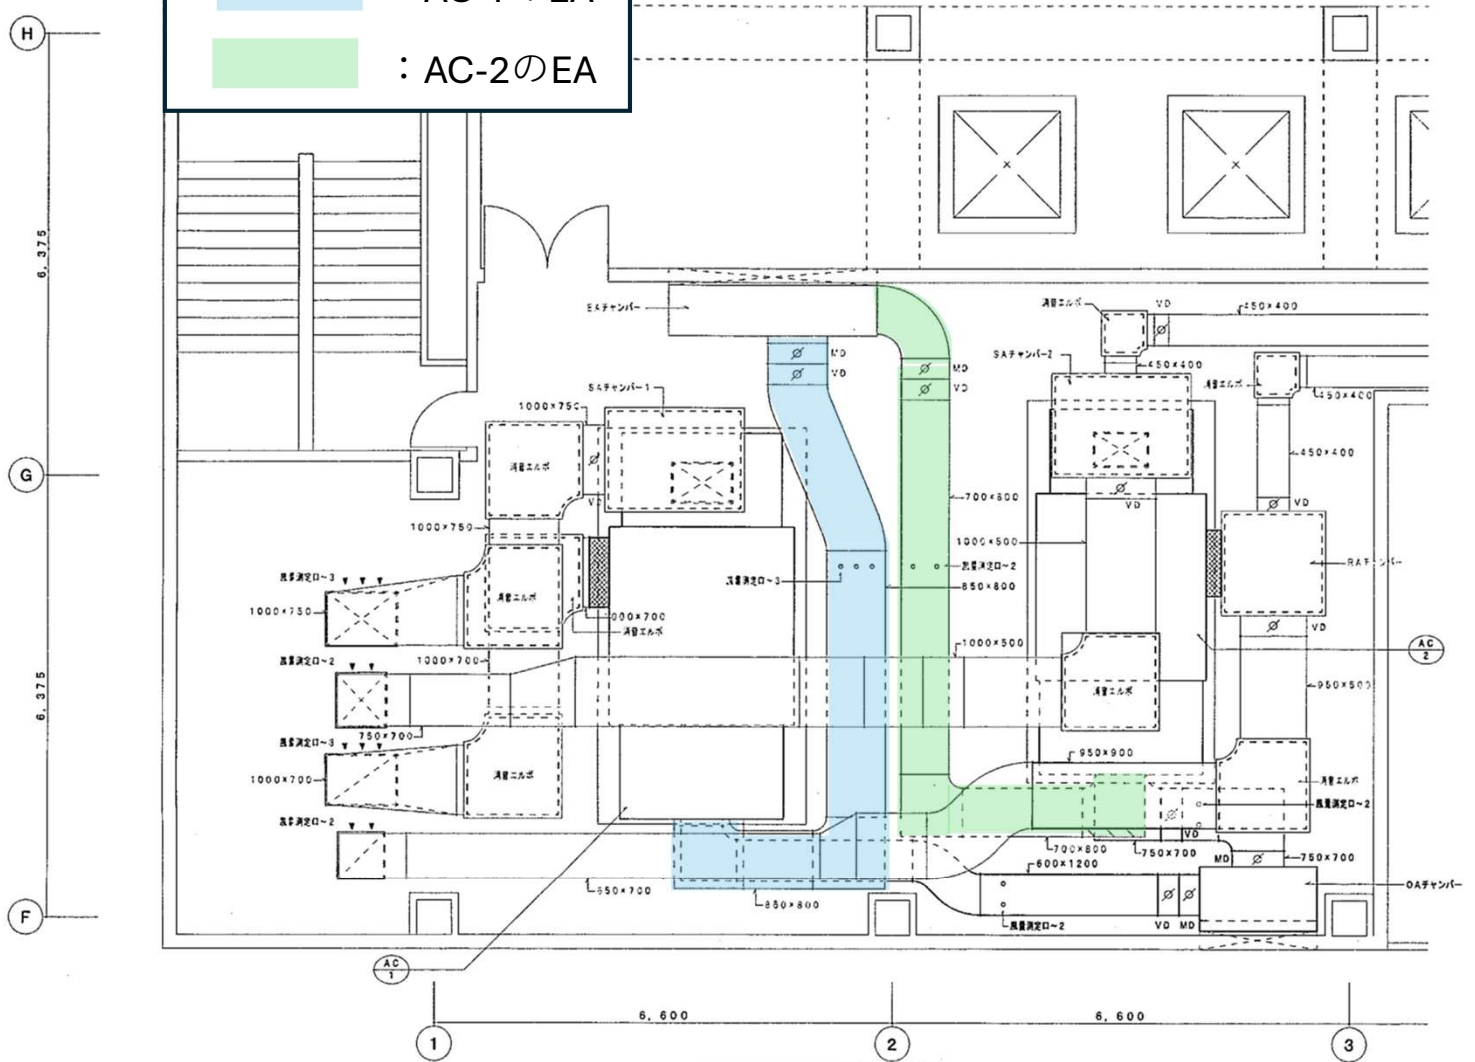 ：AC-2のEA
H
6,375
EAチャンバー
消音エルボ
VD
450×400
MD
VD
SAチャンバー2
MD
VD
450×400
消音エルボ
450×400
SAチャンバー1
1000×750
G
消音エルボ
VD
450×400
VD
700×800
VD
1000×750
1000×500
RAチャンバー
風量測定口~3
風量測定口~3
風量測定口~2
850×800
消音エルボ
1000×750
消音エルボ
VD
1000×500
AC
2
風量測定口~2
1000×700
6,375
消音エルボ
950×500
750×700
風量測定口~3
950×900
1000×700
消音エルボ
消音エルボ
風量測定口~2
風量測定口~2
VD
700×800
750×700
MD
750×700
600×1200
650×700
850×800
OAチャンバー
F
風量測定口~2
VD
MD
AC
1
6,600
6,600
1
2
3